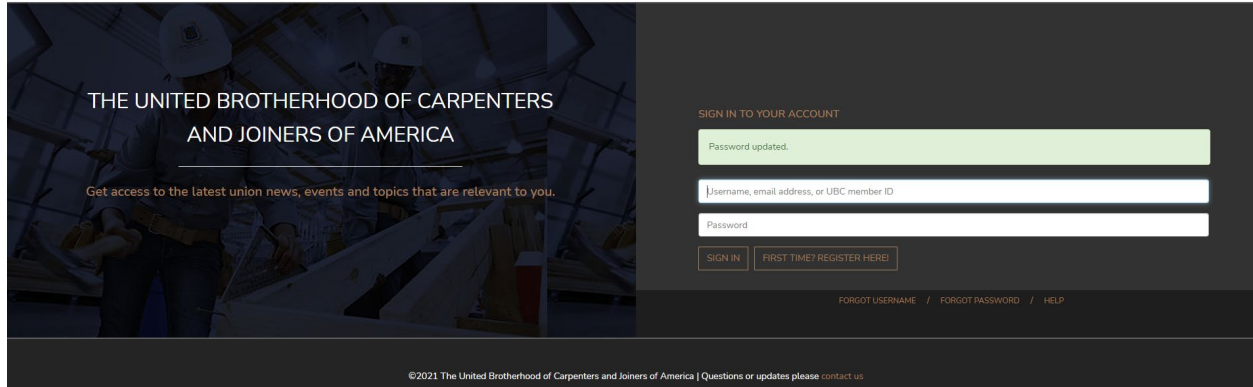 THE UNITED BROTHERHOOD OF CARPENTERS
AND JOINERS OF AMERICA
Get access to the latest union news, events and topics that are relevant to you.
SIGN IN TO YOUR ACCOUNT
Password updated.
Username, email address, or UBC member ID
Password
SIGN IN FIRST TIME? REGISTER HERE!
FORGOT USERNAME / FORGOT PASSWORD / HELP
©2021 The United Brotherhood of Carpenters and Joiners of America | Questions or updates please contact us